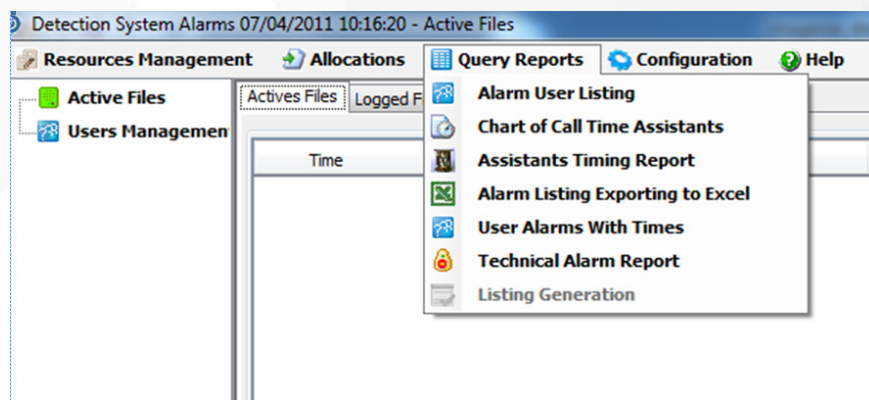 Detection System Alarms 07/04/2011 10:16:20 - Active Files
Resources Management Allocations Query Reports Configuration Help
Active Files
Users Managemen
Actives Files Logged F
Time
Alarm User Listing
Chart of Call Time Assistants
Assistants Timing Report
Alarm Listing Exporting to Excel
User Alarms With Times
Technical Alarm Report
Listing Generation